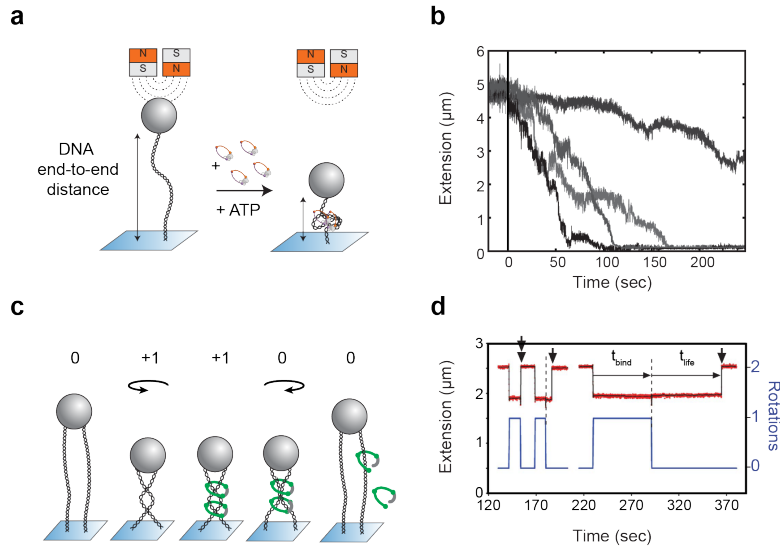 a
N S
S N
N S
S N
DNA
end-to-end
distance
+
+ ATP
b
6
5
4
3
2
1
0
Extension (μm)
0 50 100 150 200
Time (sec)
c
0 +1 +1 0 0
d
3
2
1
0
Extension (μm)
t_bind t_life
2
1
0
Rotations
120 170 220 270 320 370
Time (sec)